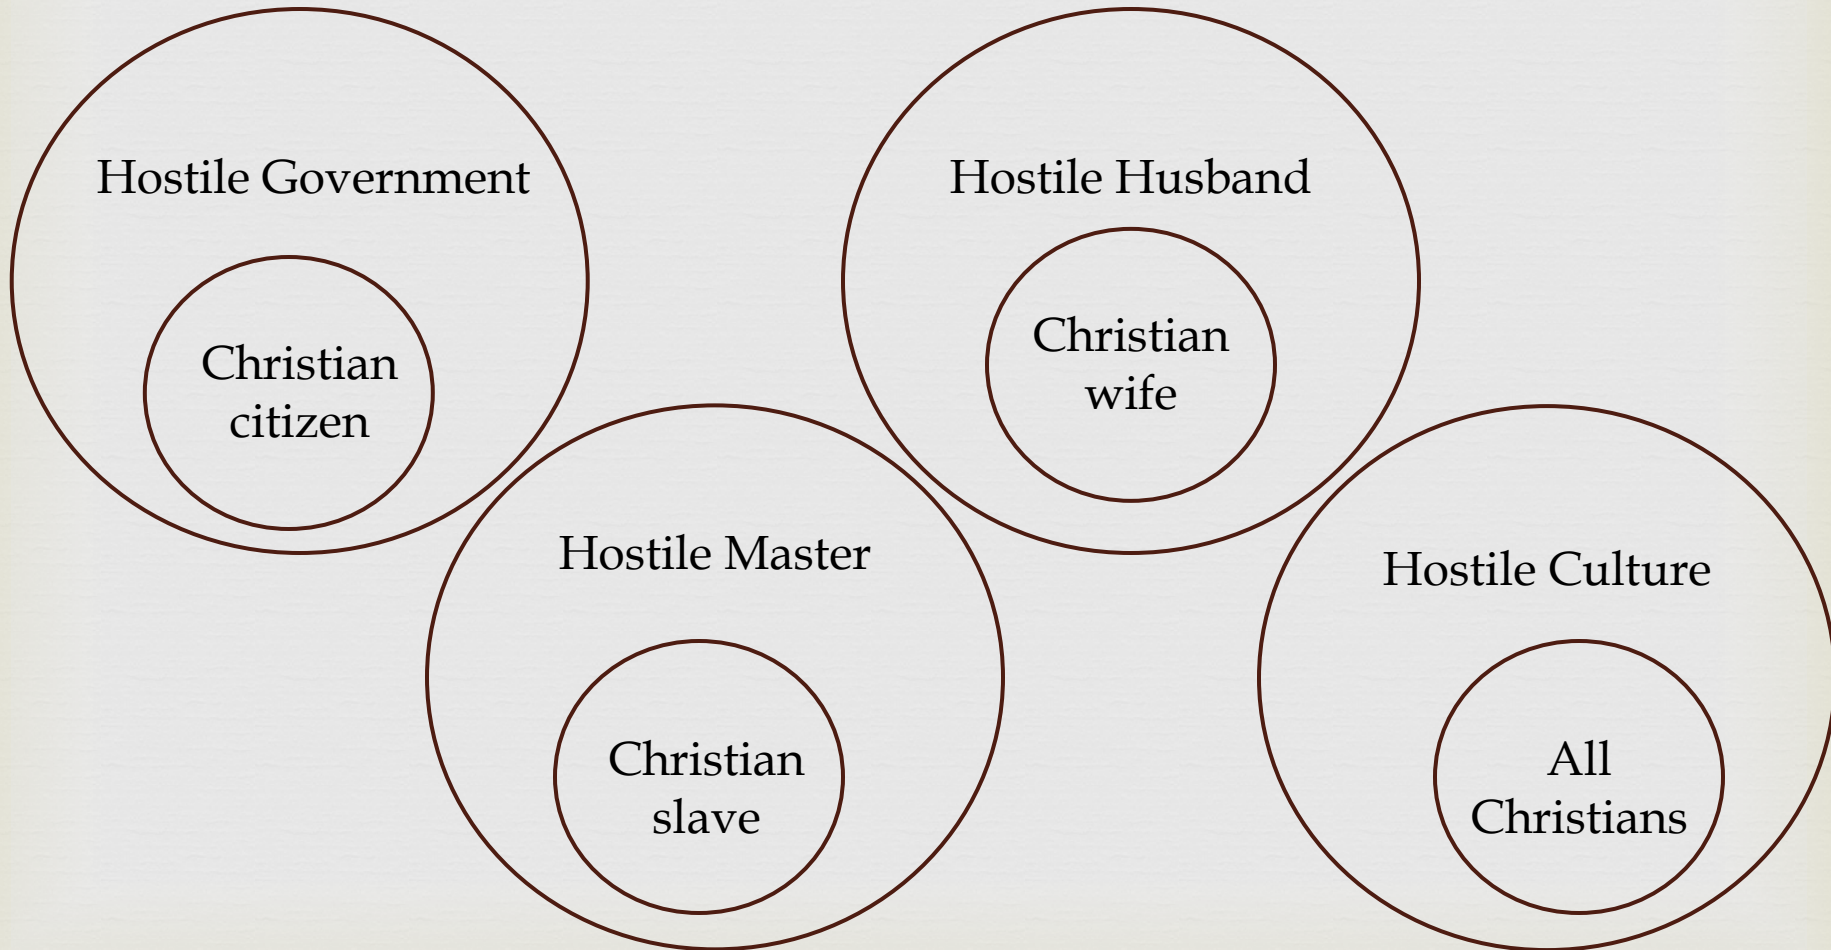 Hostile Government
Christian
citizen
Hostile Master
Christian
slave
Hostile Husband
Christian
wife
Hostile Culture
All
Christians